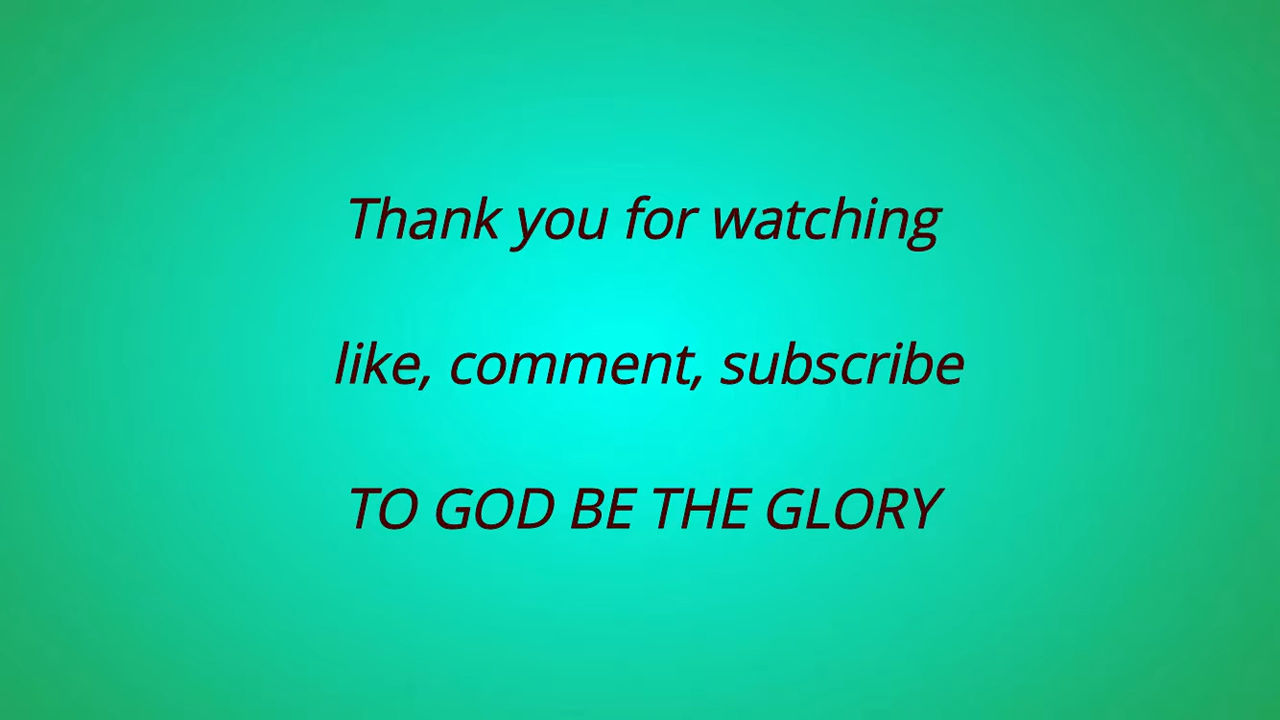 Thank you for watching
like, comment, subscribe
TO GOD BE THE GLORY